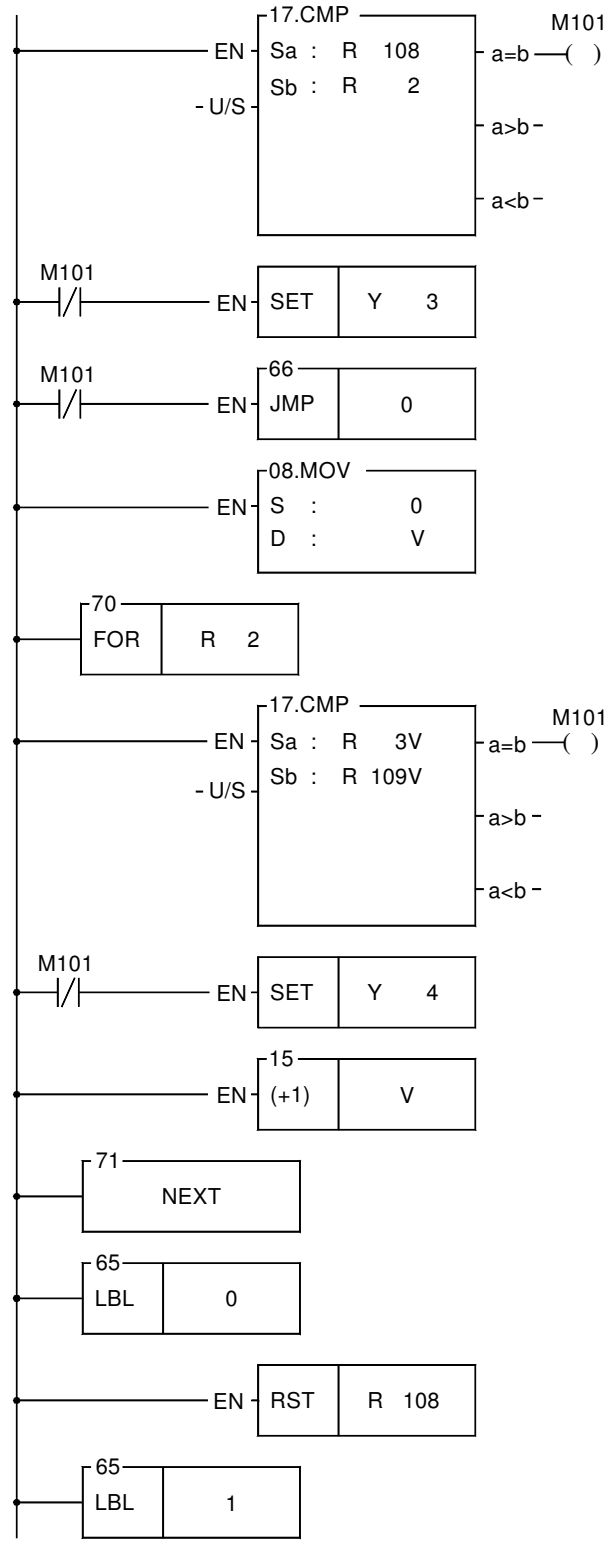 17.CMP
M101
EN Sa : R 108 a=b ( )
Sb : R 2
U/S
a>b
a<b
M101
EN SET Y 3
M101
66
EN JMP 0
08.MOV
EN S : 0
D : V
70
FOR R 2
17.CMP
M101
EN Sa : R 3V a=b ( )
Sb : R 109V
U/S
a>b
a<b
M101
EN SET Y 4
15
EN (+1) V
71
NEXT
65
LBL 0
EN RST R 108
65
LBL 1